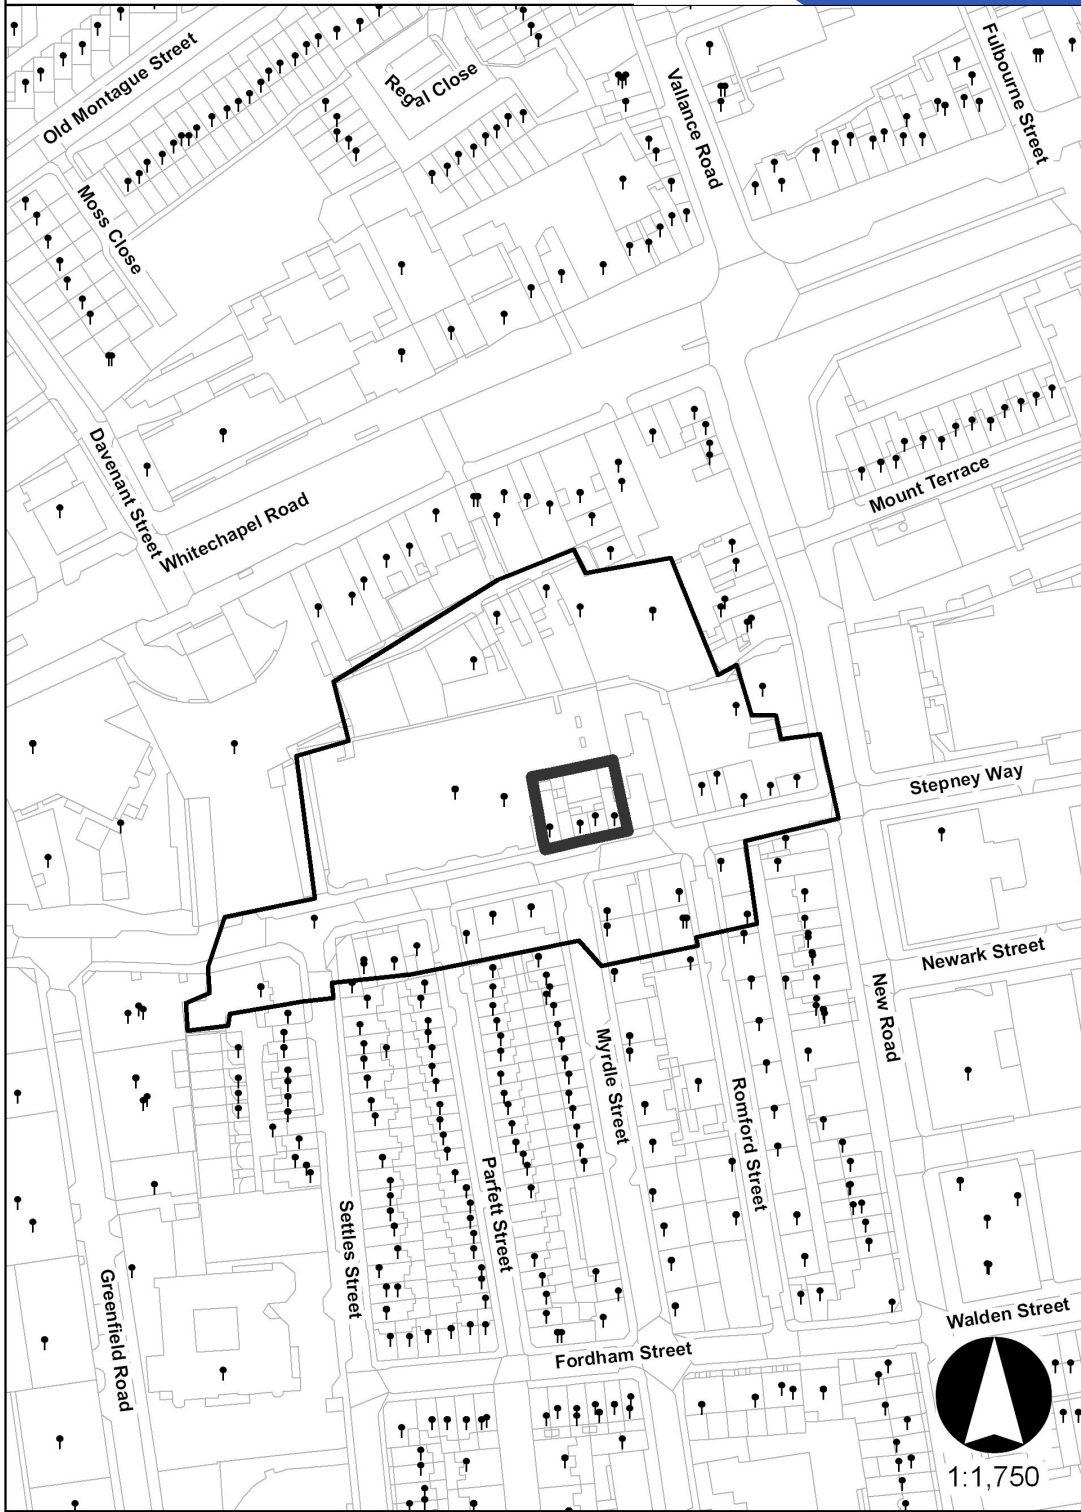 Old Montague Street
Regal Close
Vallance Road
Fulbourne Street
Moss Close
Davenant Street
Whitechapel Road
Mount Terrace
Stepney Way
Newark Street
New Road
Myrdle Street
Romford Street
Parfett Street
Settles Street
Greenfield Road
Walden Street
Fordham Street
1:1,750